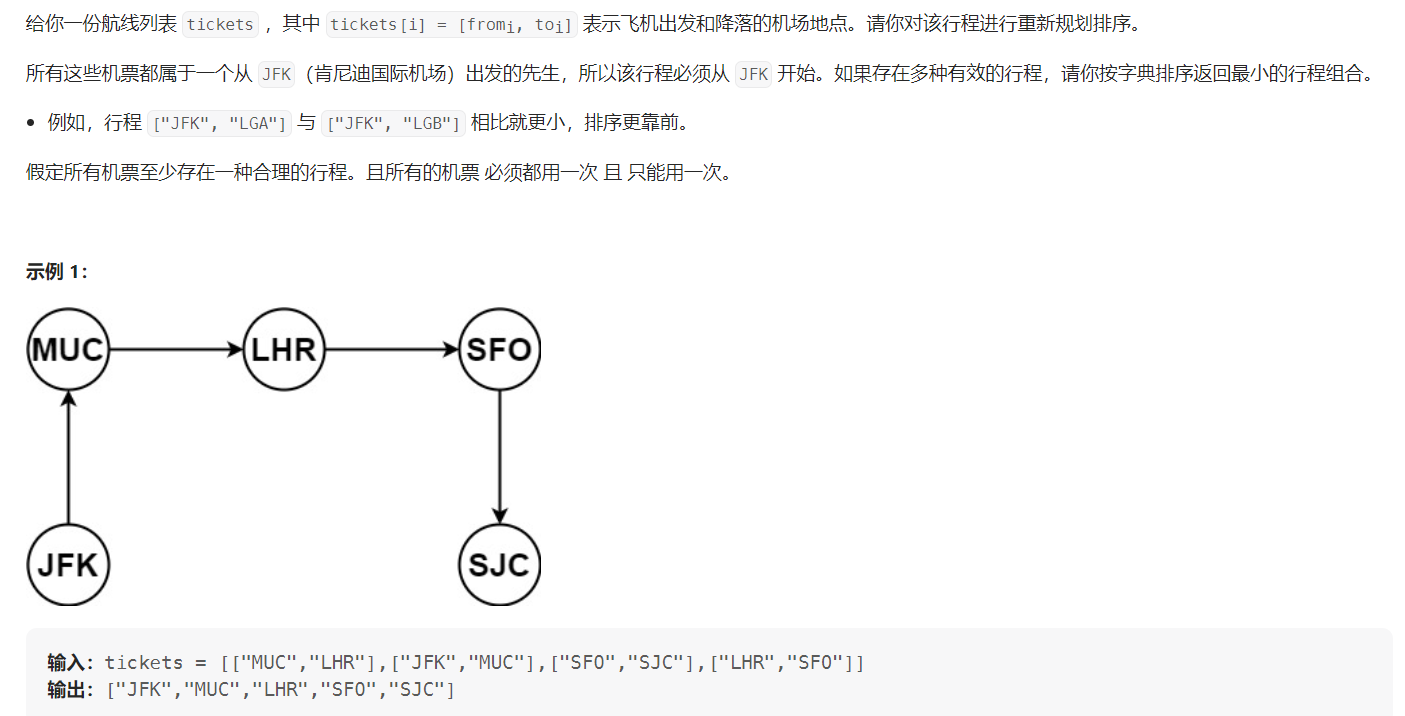 给你一份航线列表 tickets ，其中 tickets[i] = [fromi, toi] 表示飞机出发和降落的机场地点。请你对该行程进行重新规划排序。
所有这些机票都属于一个从 JFK（肯尼迪国际机场）出发的先生，所以该行程必须从 JFK 开始。如果存在多种有效的行程，请你按字典排序返回最小的行程组合。
• 例如，行程 ["JFK", "LGA"] 与 ["JFK", "LGB"] 相比就更小，排序更靠前。
假定所有机票至少存在一种合理的行程。且所有的机票 必须都用一次 且 只能用一次。
示例 1：
MUC LHR SFO
JFK SJC
输入：tickets = [["MUC","LHR"],["JFK","MUC"],["SFO","SJC"],["LHR","SFO"]]
输出：["JFK","MUC","LHR","SFO","SJC"]